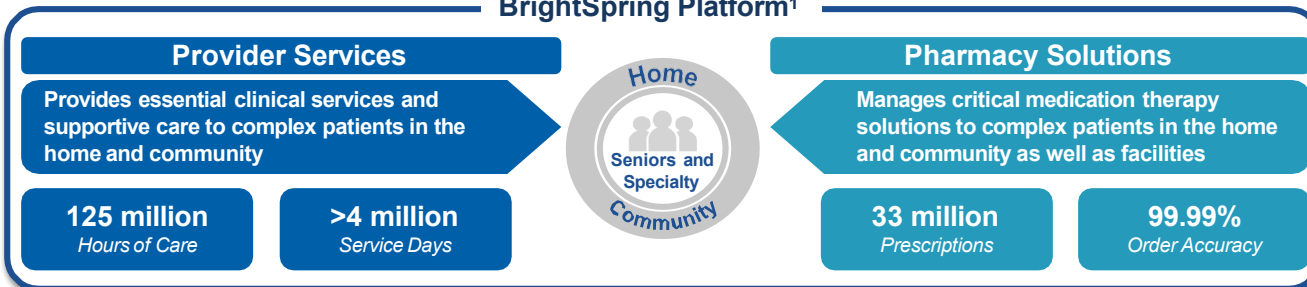 BrightSpring Platform¹
Provider Services
Provides essential clinical services and
supportive care to complex patients in the
home and community
125 million
Hours of Care
>4 million
Service Days
Home
Seniors and
Specialty
Community
Pharmacy Solutions
Manages critical medication therapy
solutions to complex patients in the home
and community as well as facilities
33 million
Prescriptions
99.99%
Order Accuracy